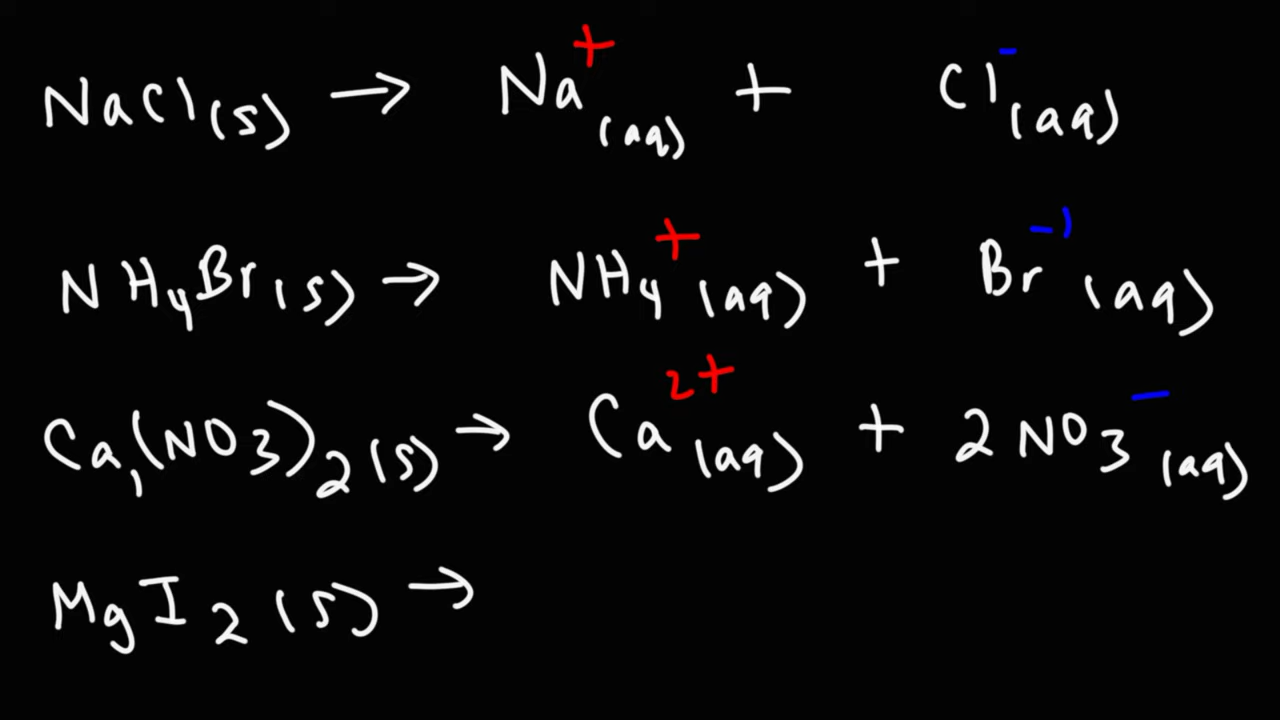 NaCl(s) → Na⁺(aq) + Cl⁻(aq)
NH₄Br(s) → NH₄⁺(aq) + Br⁻¹(aq)
Ca₁(NO₃)₂(s) → Ca²⁺(aq) + 2NO₃⁻(aq)
MgI₂(s) →